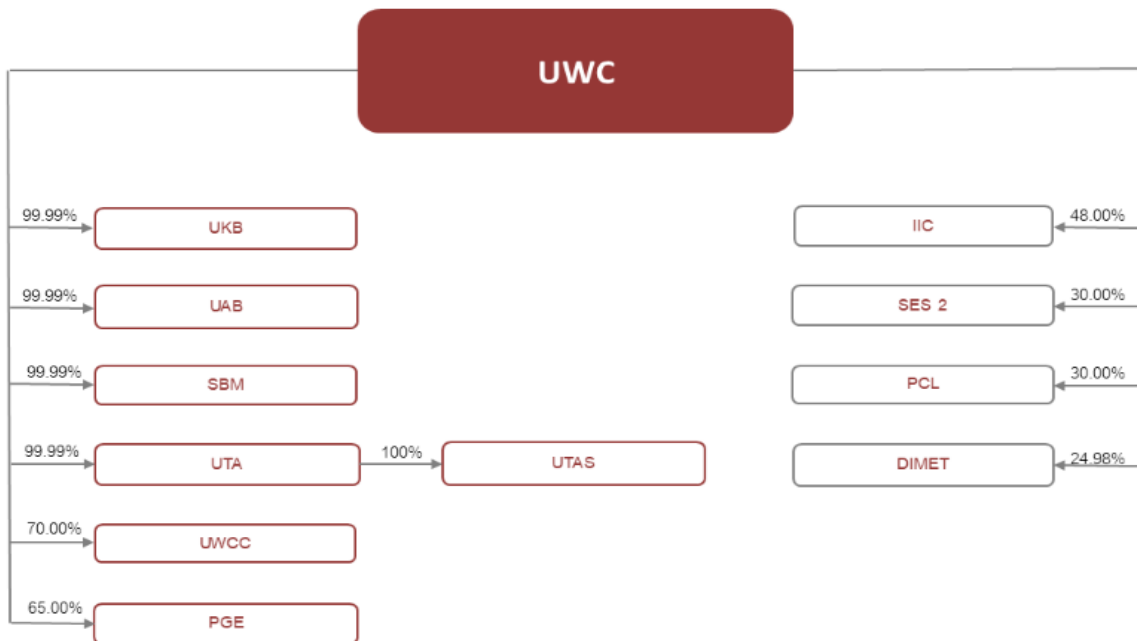 UWC
99.99%
UKB
99.99%
UAB
99.99%
SBM
99.99%
UTA
100%
UTAS
70.00%
UWCC
65.00%
PGE
IIC
48.00%
SES 2
30.00%
PCL
30.00%
DIMET
24.98%